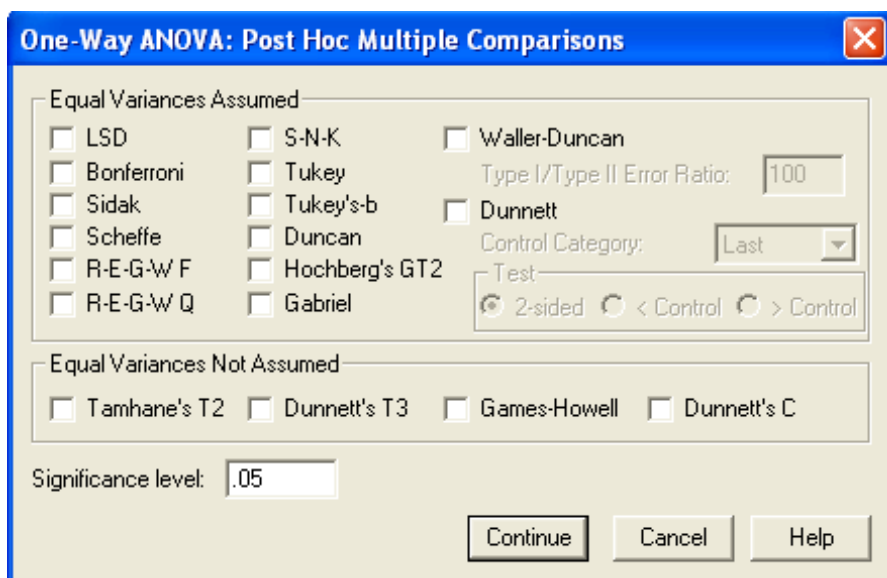 One-Way ANOVA: Post Hoc Multiple Comparisons
Equal Variances Assumed
LSD S-N-K Waller-Duncan
Bonferroni Tukey Type I/Type II Error Ratio: 100
Sidak Tukey's-b Dunnett
Scheffe Duncan Control Category: Last
R-E-G-W F Hochberg's GT2 Test
R-E-G-W Q Gabriel 2-sided < Control > Control
Equal Variances Not Assumed
Tamhane's T2 Dunnett's T3 Games-Howell Dunnett's C
Significance level: .05
Continue Cancel Help